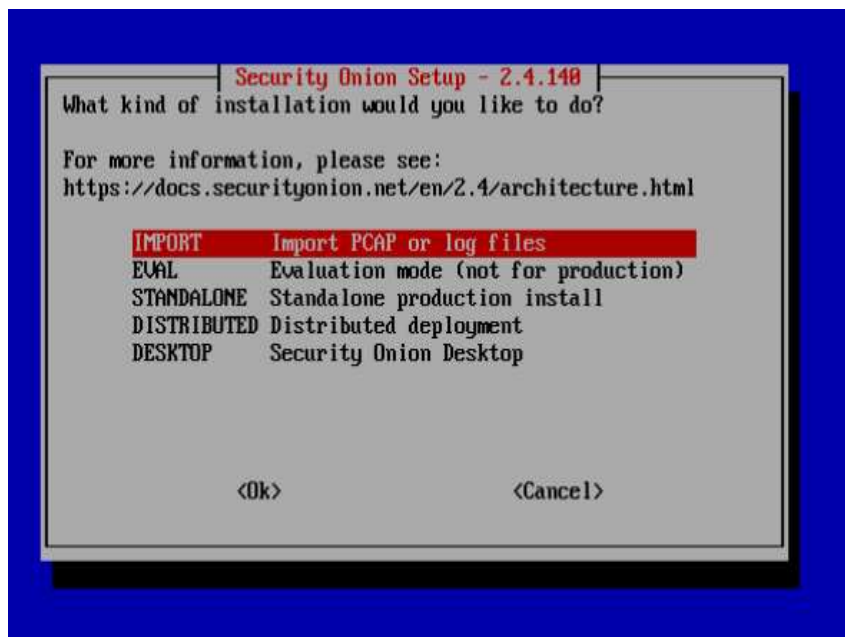 Security Onion Setup - 2.4.140
What kind of installation would you like to do?
For more information, please see:
https://docs.securityonion.net/en/2.4/architecture.html
IMPORT Import PCAP or log files
EVAL Evaluation mode (not for production)
STANDALONE Standalone production install
DISTRIBUTED Distributed deployment
DESKTOP Security Onion Desktop
<Ok> <Cancel>